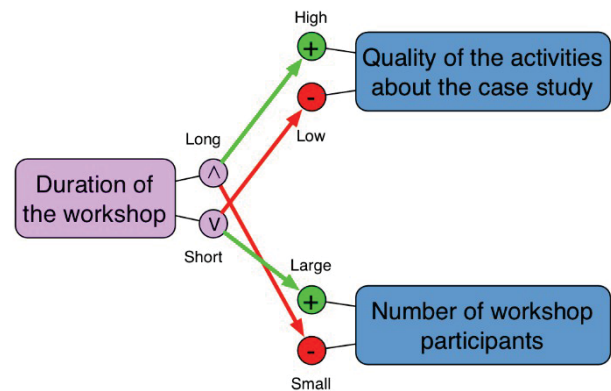 High
+
Quality of the activities
about the case study
-
Low
Long
Duration of
the workshop
Λ
V
Short
Large
+
Number of workshop
participants
-
Small